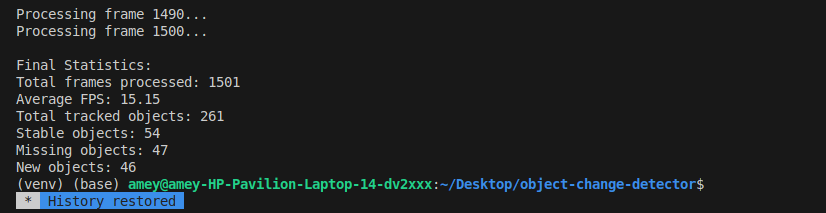 Processing frame 1490...
Processing frame 1500...
Final Statistics:
Total frames processed: 1501
Average FPS: 15.15
Total tracked objects: 261
Stable objects: 54
Missing objects: 47
New objects: 46
(venv) (base) amey@amey-HP-Pavilion-Laptop-14-dv2xxx:~/Desktop/object-change-detector$
* History restored